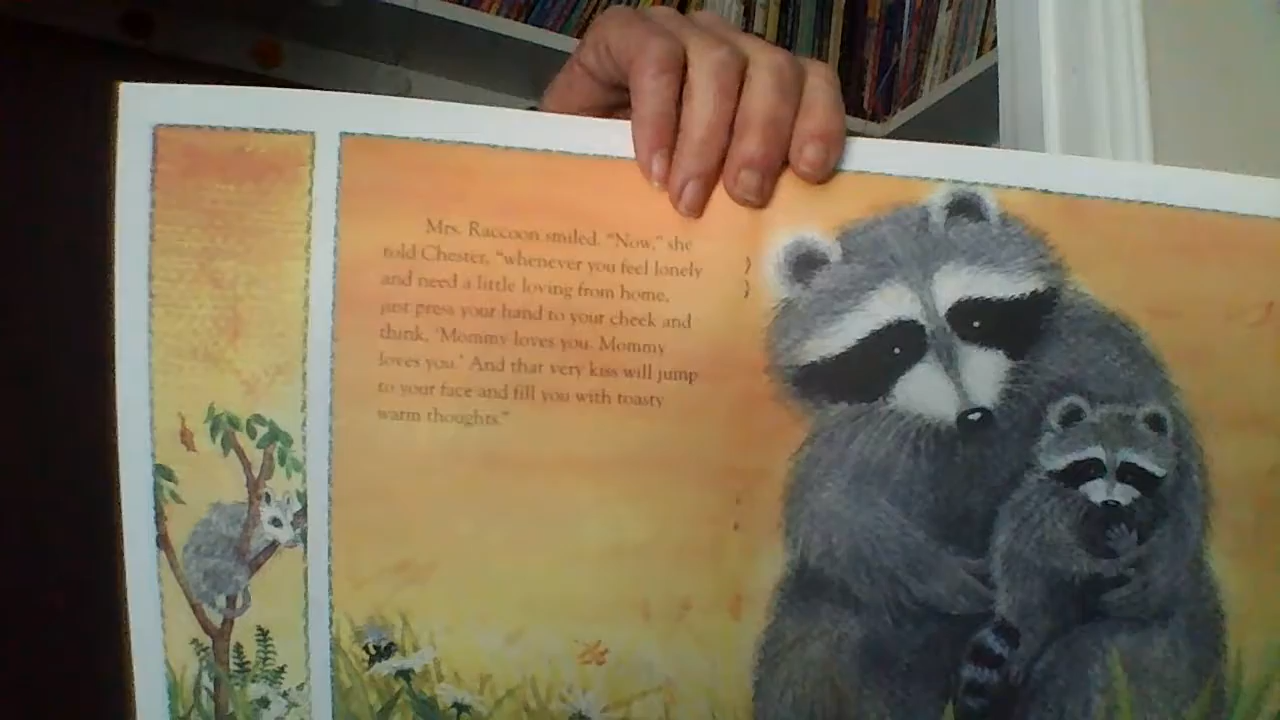 Mrs. Raccoon smiled. "Now," she
told Chester, "whenever you feel lonely
and need a little loving from home,
just press your hand to your cheek and
think, 'Mommy loves you. Mommy
loves you.' And that very kiss will jump
to your face and fill you with toasty
warm thoughts."